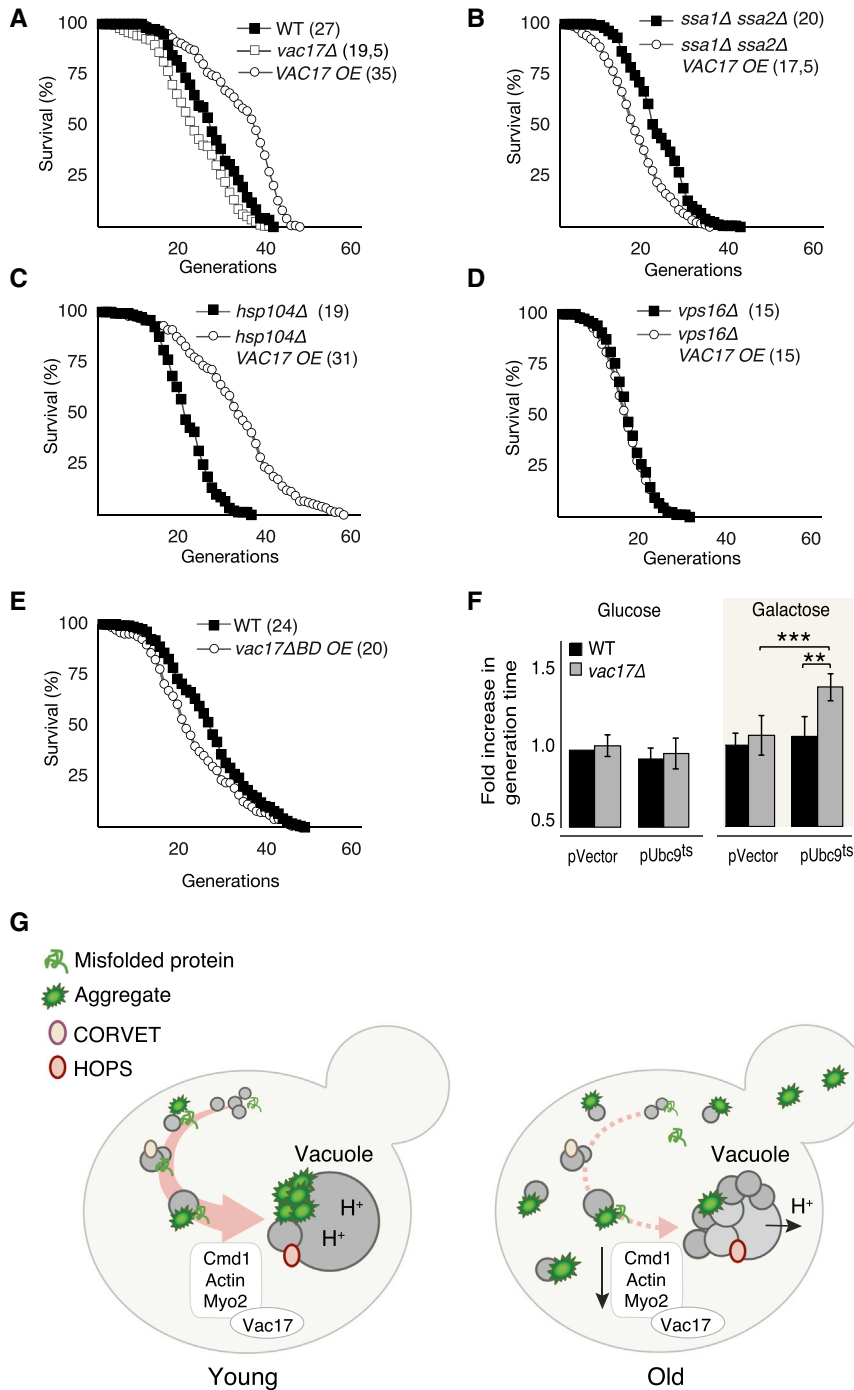 A
100
75
50
25
Survival (%)
20
40
60
Generations
WT (27)
vac17Δ (19,5)
VAC17 OE (35)
B
100
75
50
25
Survival (%)
20
40
60
Generations
ssa1Δ ssa2Δ (20)
ssa1Δ ssa2Δ
VAC17 OE (17,5)
C
100
75
50
25
Survival (%)
20
40
60
Generations
hsp104Δ (19)
hsp104Δ
VAC17 OE (31)
D
100
75
50
25
Survival (%)
20
40
60
Generations
vps16Δ (15)
vps16Δ
VAC17 OE (15)
E
100
75
50
25
Survival (%)
20
40
60
Generations
WT (24)
vac17ΔBD OE (20)
F
Glucose
Galactose
WT
vac17Δ
***
**
1.5
1.0
0.5
Fold increase in
generation time
pVector
pUbc9ts
pVector
pUbc9ts
G
Misfolded protein
Aggregate
CORVET
HOPS
Vacuole
H+
H+
Cmd1
Actin
Myo2
Vac17
Young
Vacuole
H+
Cmd1
Actin
Myo2
Vac17
Old